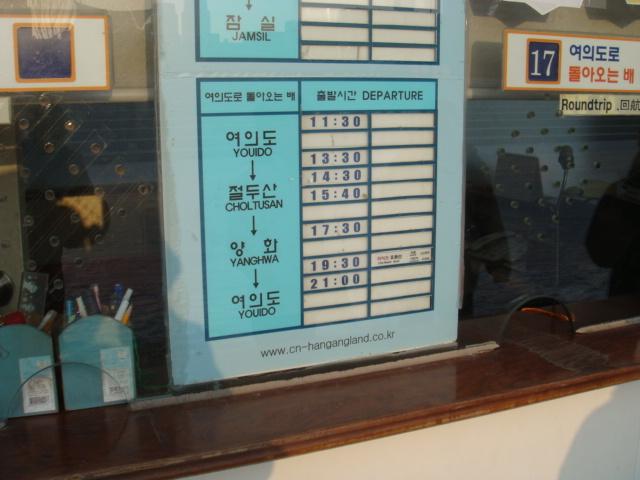 잠 실
JAMSIL
여의도로 돌아오는 배
출발시간 DEPARTURE
여의도
YOUIDO
절두산
CHOLTUSAN
양 화
YANGHWA
여의도
YOUIDO
11:30
13:30
14:30
15:40
17:30
19:30
21:00
www.cn-hangangland.co.kr
17
여의도로
돌아오는 배
Roundtrip .回航